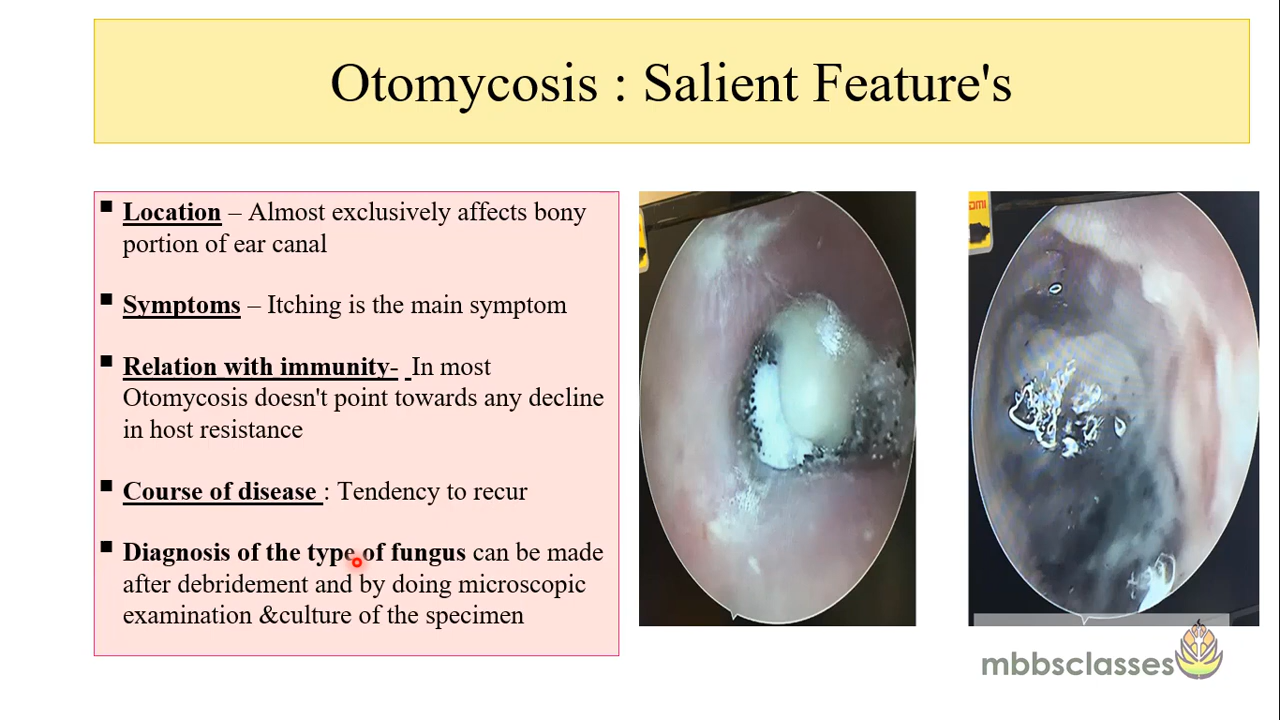 Otomycosis : Salient Feature's
Location – Almost exclusively affects bony
portion of ear canal
Symptoms – Itching is the main symptom
Relation with immunity- In most
Otomycosis doesn't point towards any decline
in host resistance
Course of disease : Tendency to recur
Diagnosis of the type of fungus can be made
after debridement and by doing microscopic
examination &culture of the specimen
mbbsclasses